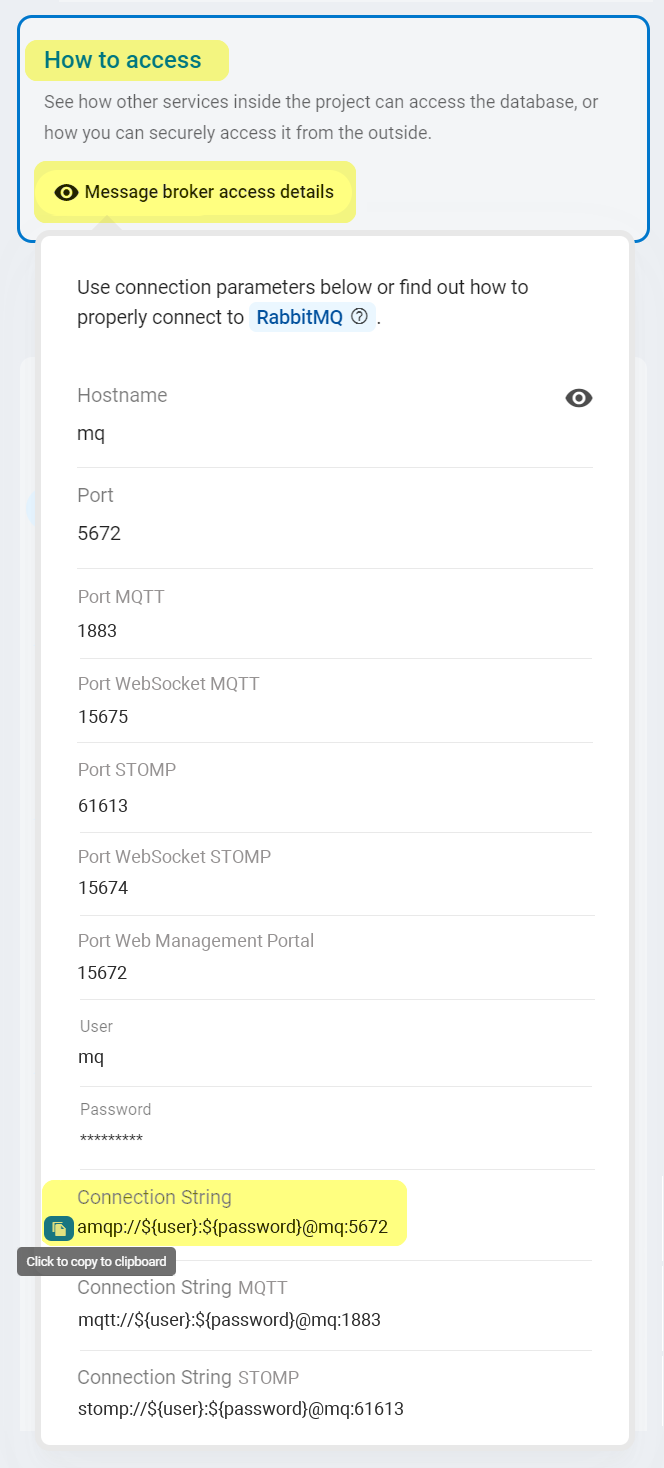 How to access
See how other services inside the project can access the database, or
how you can securely access it from the outside.
Message broker access details
Use connection parameters below or find out how to
properly connect to RabbitMQ ? .
Hostname
mq
Port
5672
Port MQTT
1883
Port WebSocket MQTT
15675
Port STOMP
61613
Port WebSocket STOMP
15674
Port Web Management Portal
15672
User
mq
Password
*********
Connection String
amqp://${user}:${password}@mq:5672
Click to copy to clipboard
Connection String MQTT
mqtt://${user}:${password}@mq:1883
Connection String STOMP
stomp://${user}:${password}@mq:61613